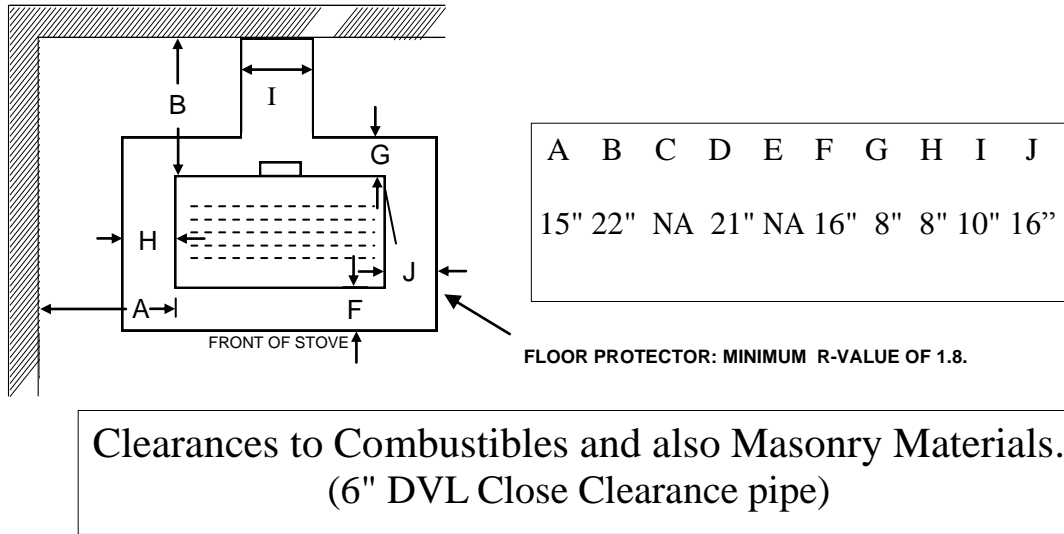 B
I
G
H
J
A
F
FRONT OF STOVE
A B C D E F G H I J
15" 22" NA 21" NA 16" 8" 8" 10" 16”
FLOOR PROTECTOR: MINIMUM R-VALUE OF 1.8.
Clearances to Combustibles and also Masonry Materials.
(6" DVL Close Clearance pipe)